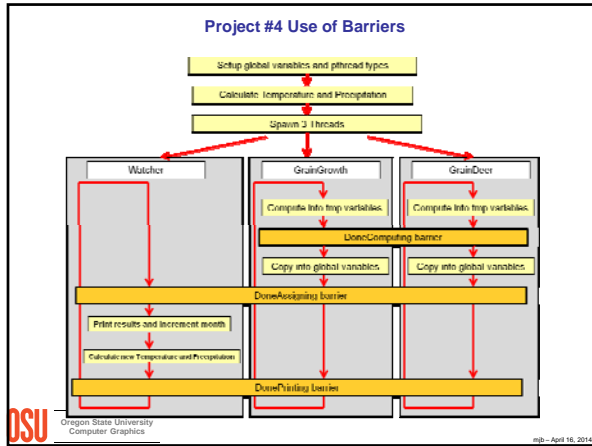 Project #4 Use of Barriers
Setup global variables and pthread types
Calculate Temperature and Precipitation
Spawn 3 Threads
Watcher
GrainGrowth
GrainDeer
Compute into tmp variables
Compute into tmp variables
DoneComputing barrier
Copy into global variables
Copy into global variables
DoneAssigning barrier
Print results and increment month
Calculate new Temperature and Precipitation
DonePrinting barrier
OSU
Oregon State University
Computer Graphics
mjb – April 16, 2014